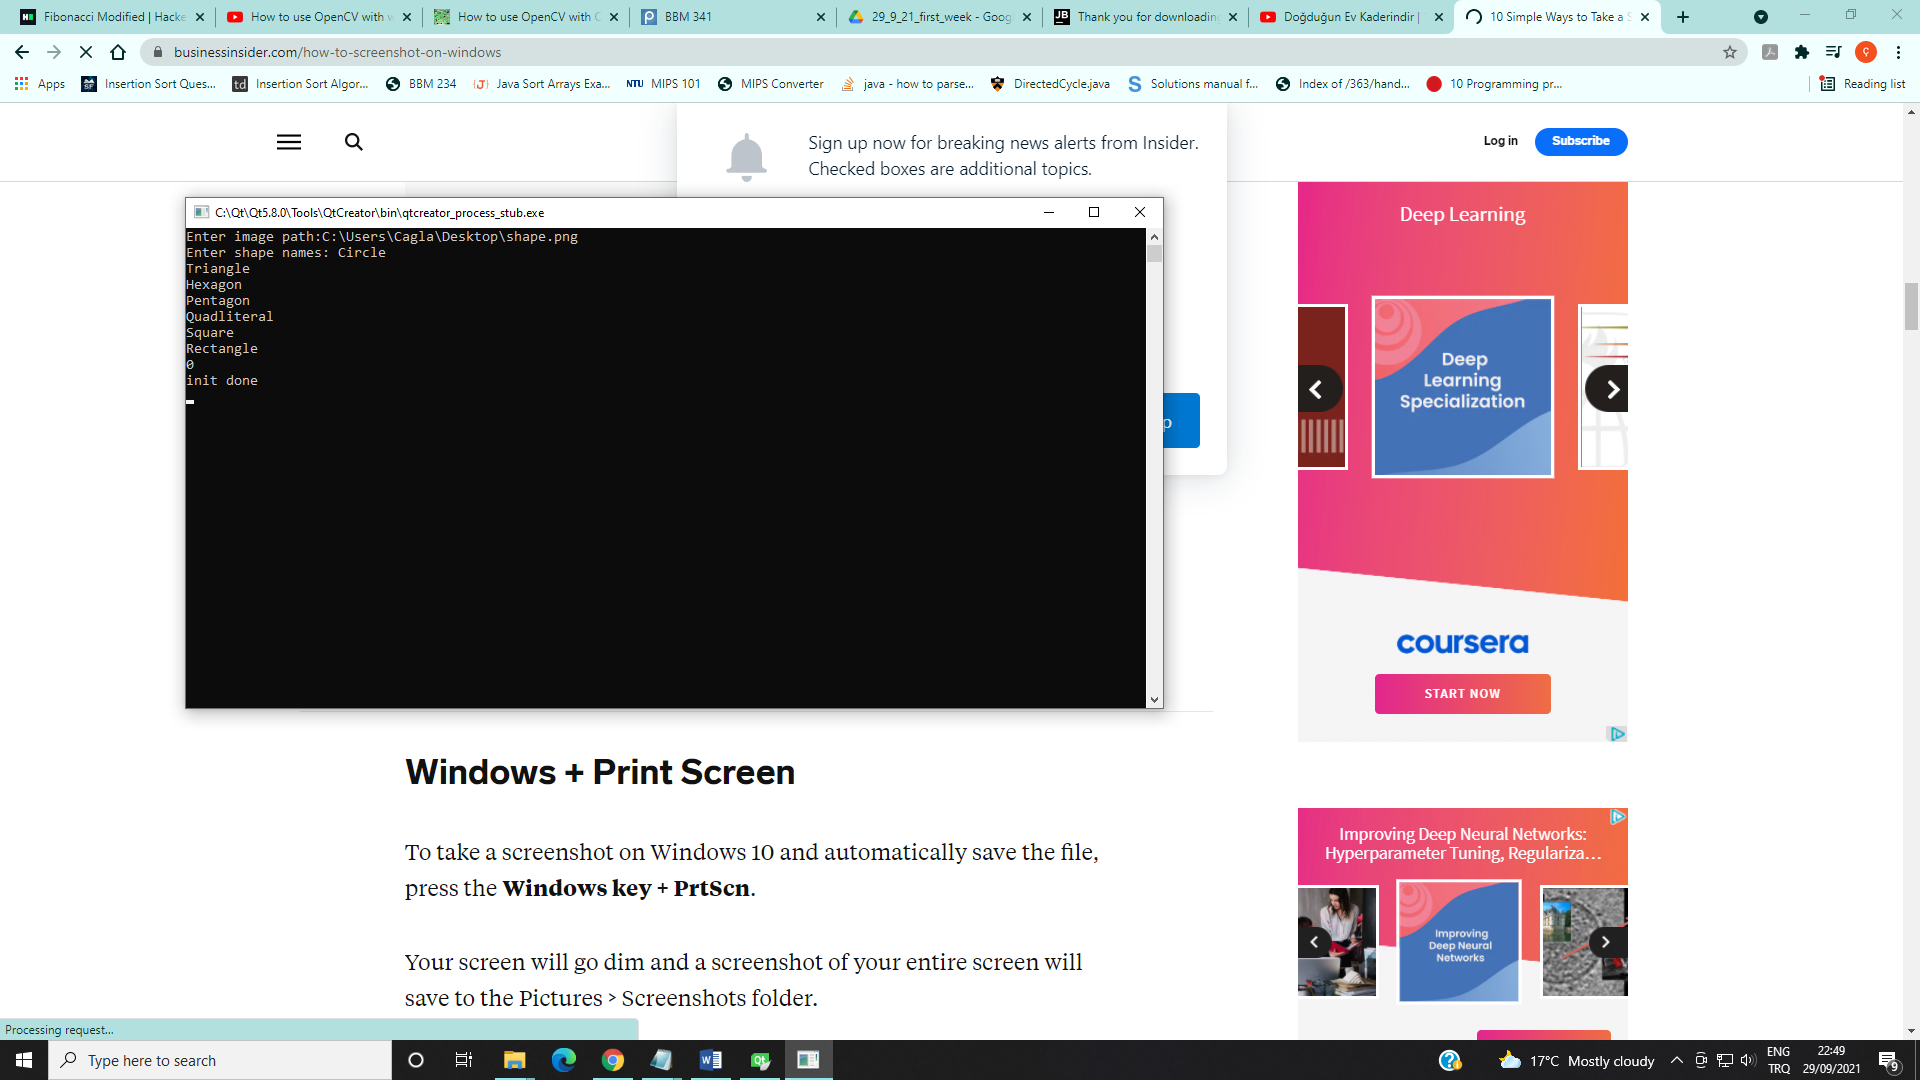 Fibonacci Modified | Hacke
How to use OpenCV with v
How to use OpenCV with C
BBM 341
29_9_21_first_week - Goog
Thank you for downloading
Doğduğun Ev Kaderindir |
10 Simple Ways to Take a S
businessinsider.com/how-to-screenshot-on-windows
Apps
Insertion Sort Ques...
Insertion Sort Algor...
BBM 234
Java Sort Arrays Exa...
NTU MIPS 101
MIPS Converter
java - how to parse...
DirectedCycle.java
Solutions manual f...
Index of /363/hand...
10 Programming pr...
Reading list
Sign up now for breaking news alerts from Insider.
Checked boxes are additional topics.
Log in
Subscribe
C:\Qt\Qt5.8.0\Tools\QtCreator\bin\qtcreator_process_stub.exe
Enter image path:C:\Users\Cagla\Desktop\shape.png
Enter shape names: Circle
Triangle
Hexagon
Pentagon
Quadliteral
Square
Rectangle
0
init done
p
Deep Learning
Deep
Learning
Specialization
coursera
START NOW
Windows + Print Screen
To take a screenshot on Windows 10 and automatically save the file,
press the Windows key + PrtScn.
Your screen will go dim and a screenshot of your entire screen will
save to the Pictures > Screenshots folder.
Improving Deep Neural Networks:
Hyperparameter Tuning, Regulariza...
Improving
Deep Neural
Networks
Processing request...
Type here to search
17°C Mostly cloudy
ENG
TRQ
22:49
29/09/2021
9